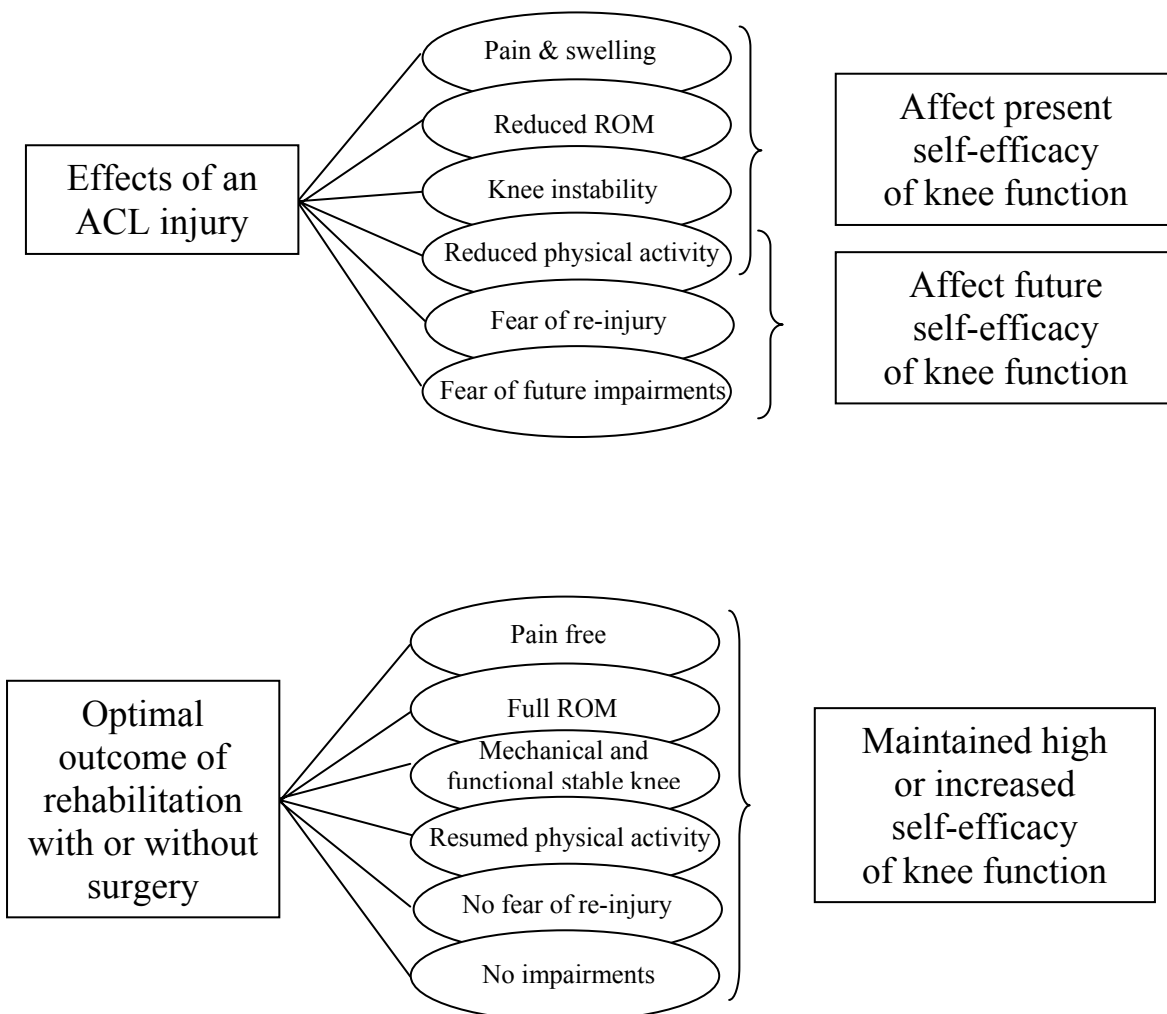 Effects of an
ACL injury
Pain & swelling
Reduced ROM
Knee instability
Reduced physical activity
Fear of re-injury
Fear of future impairments
Affect present
self-efficacy
of knee function
Affect future
self-efficacy
of knee function
Optimal
outcome of
rehabilitation
with or without
surgery
Pain free
Full ROM
Mechanical and
functional stable knee
Resumed physical activity
No fear of re-injury
No impairments
Maintained high
or increased
self-efficacy
of knee function